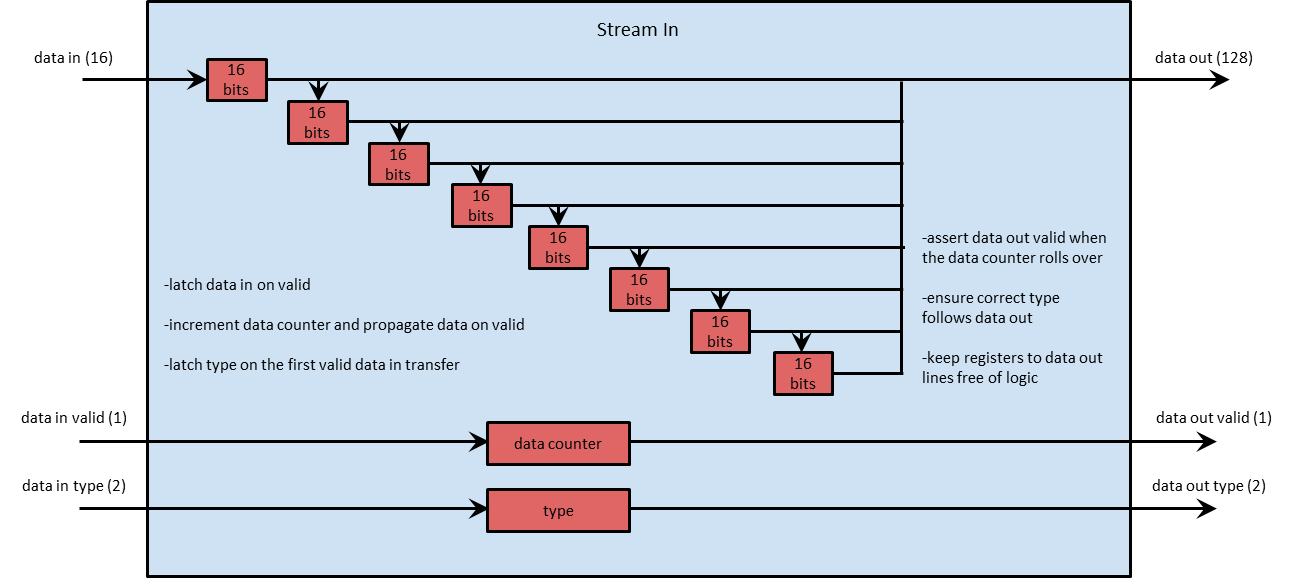 Stream In
data in (16)
data out (128)
16
bits
16
bits
16
bits
16
bits
16
bits
16
bits
16
bits
16
bits
-latch data in on valid
-increment data counter and propagate data on valid
-latch type on the first valid data in transfer
-assert data out valid when
the data counter rolls over
-ensure correct type
follows data out
-keep registers to data out
lines free of logic
data in valid (1)
data counter
data out valid (1)
data in type (2)
type
data out type (2)